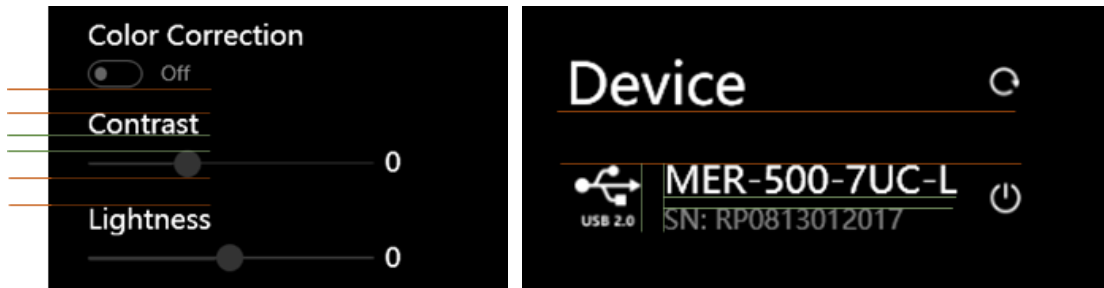 Color Correction
Off
Contrast
0
Lightness
0
Device
MER-500-7UC-L
USB 2.0
SN: RP0813012017